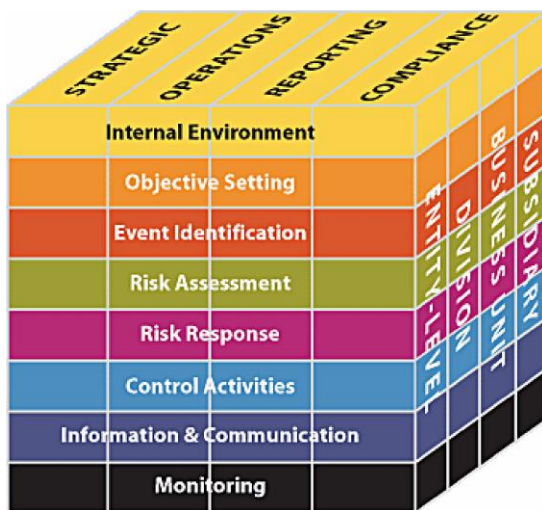 STRATEGIC
OPERATIONS
REPORTING
COMPLIANCE
Internal Environment
Objective Setting
Event Identification
Risk Assessment
Risk Response
Control Activities
Information & Communication
Monitoring
ENTITY-LEVEL
DIVISION
BUSINESS UNIT
SUBSIDIARY